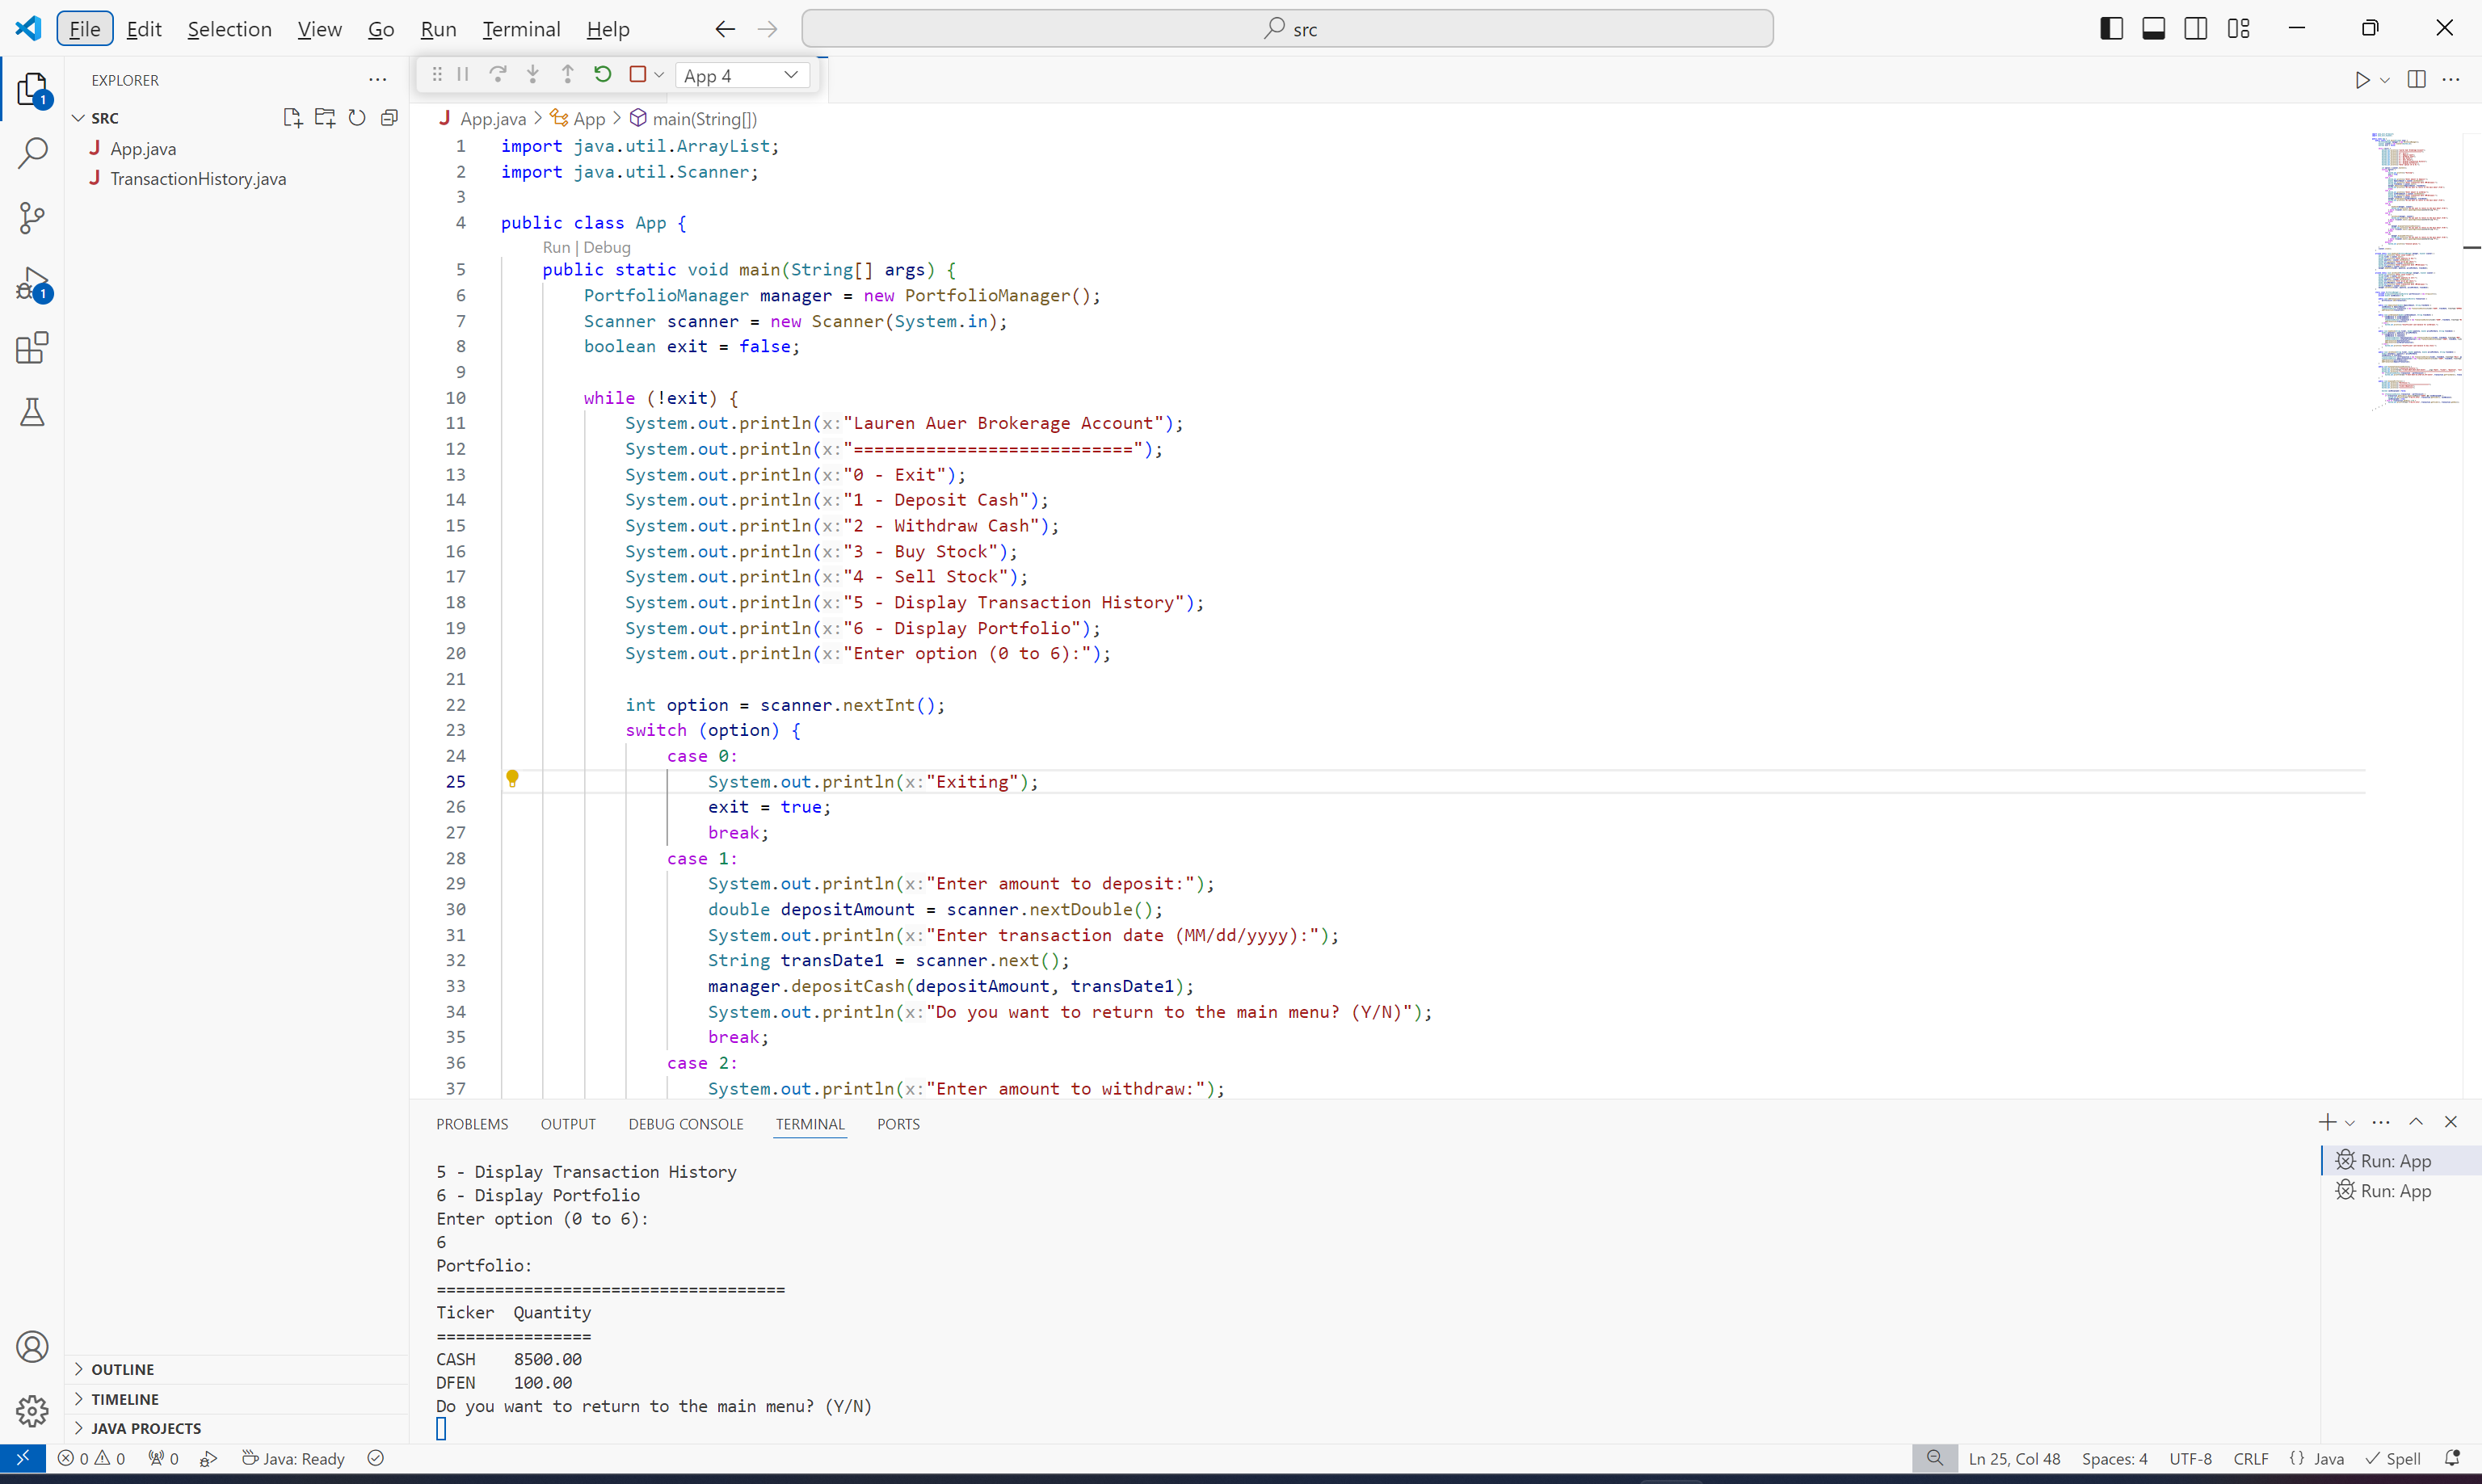 File Edit Selection View Go Run Terminal Help
src
EXPLORER
App 4
SRC
App.java
TransactionHistory.java
App.java > App > main(String[])
1 import java.util.ArrayList;
2 import java.util.Scanner;
3
4 public class App {
Run | Debug
5 public static void main(String[] args) {
6 PortfolioManager manager = new PortfolioManager();
7 Scanner scanner = new Scanner(System.in);
8 boolean exit = false;
9
10 while (!exit) {
11 System.out.println(x:"Lauren Auer Brokerage Account");
12 System.out.println(x:"===========================");
13 System.out.println(x:"0 - Exit");
14 System.out.println(x:"1 - Deposit Cash");
15 System.out.println(x:"2 - Withdraw Cash");
16 System.out.println(x:"3 - Buy Stock");
17 System.out.println(x:"4 - Sell Stock");
18 System.out.println(x:"5 - Display Transaction History");
19 System.out.println(x:"6 - Display Portfolio");
20 System.out.println(x:"Enter option (0 to 6):");
21
22 int option = scanner.nextInt();
23 switch (option) {
24 case 0:
25 System.out.println(x:"Exiting");
26 exit = true;
27 break;
28 case 1:
29 System.out.println(x:"Enter amount to deposit:");
30 double depositAmount = scanner.nextDouble();
31 System.out.println(x:"Enter transaction date (MM/dd/yyyy):");
32 String transDate1 = scanner.next();
33 manager.depositCash(depositAmount, transDate1);
34 System.out.println(x:"Do you want to return to the main menu? (Y/N)");
35 break;
36 case 2:
37 System.out.println(x:"Enter amount to withdraw:");
PROBLEMS OUTPUT DEBUG CONSOLE TERMINAL PORTS
5 - Display Transaction History
6 - Display Portfolio
Enter option (0 to 6):
6
Portfolio:
====================================
Ticker  Quantity
================
CASH    8500.00
DFEN    100.00
Do you want to return to the main menu? (Y/N)
Run: App
Run: App
OUTLINE
TIMELINE
JAVA PROJECTS
1
1
0 0 0 Java: Ready Ln 25, Col 48 Spaces: 4 UTF-8 CRLF {} Java Spell